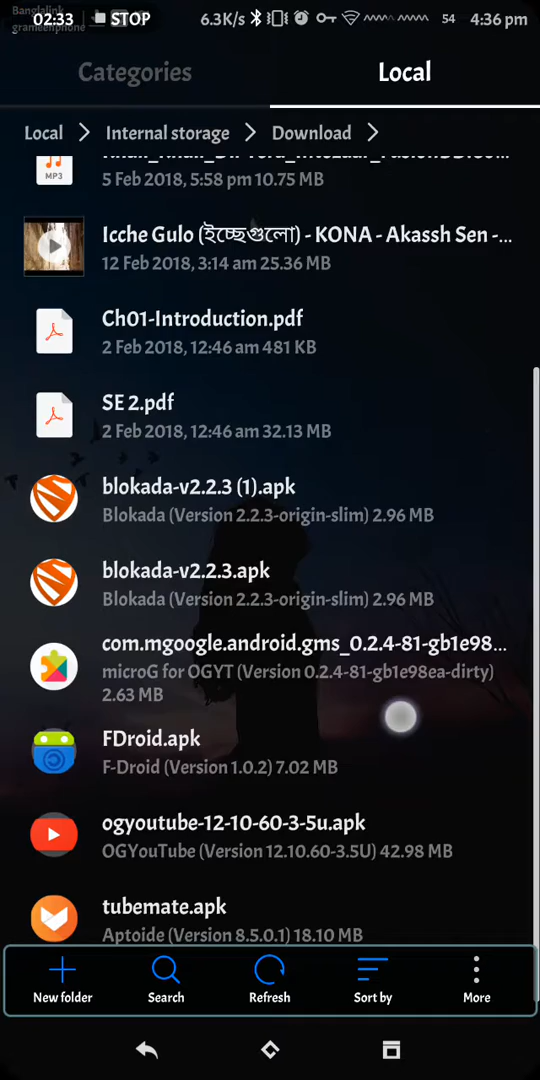 Banglalink
grameenphone
02:33 STOP 6.3K/s 54 4:36 pm
Categories Local
Local Internal storage Download
5 Feb 2018, 5:58 pm 10.75 MB
MP3
Icche Gulo (ইচ্ছেগুলো) - KONA - Akassh Sen -...
12 Feb 2018, 3:14 am 25.36 MB
Ch01-Introduction.pdf
2 Feb 2018, 12:46 am 481 KB
SE 2.pdf
2 Feb 2018, 12:46 am 32.13 MB
blokada-v2.2.3 (1).apk
Blokada (Version 2.2.3-origin-slim) 2.96 MB
blokada-v2.2.3.apk
Blokada (Version 2.2.3-origin-slim) 2.96 MB
com.mgoogle.android.gms_0.2.4-81-gb1e98...
microG for OGYT (Version 0.2.4-81-gb1e98ea-dirty)
2.63 MB
FDroid.apk
F-Droid (Version 1.0.2) 7.02 MB
ogyoutube-12-10-60-3-5u.apk
OGYouTube (Version 12.10.60-3.5U) 42.98 MB
tubemate.apk
Aptoide (Version 8.5.0.1) 18.10 MB
New folder Search Refresh Sort by More